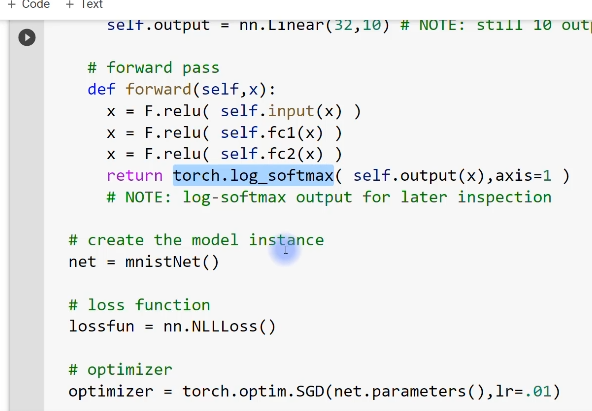 + Code + Text
self.output = nn.Linear(32,10) # NOTE: still 10
# forward pass
def forward(self,x):
x = F.relu( self.input(x) )
x = F.relu( self.fc1(x) )
x = F.relu( self.fc2(x) )
return torch.log_softmax( self.output(x),axis=1 )
# NOTE: log-softmax output for later inspection
# create the model instance
net = mnistNet()
# loss function
lossfun = nn.NLLLoss()
# optimizer
optimizer = torch.optim.SGD(net.parameters(),lr=.01)